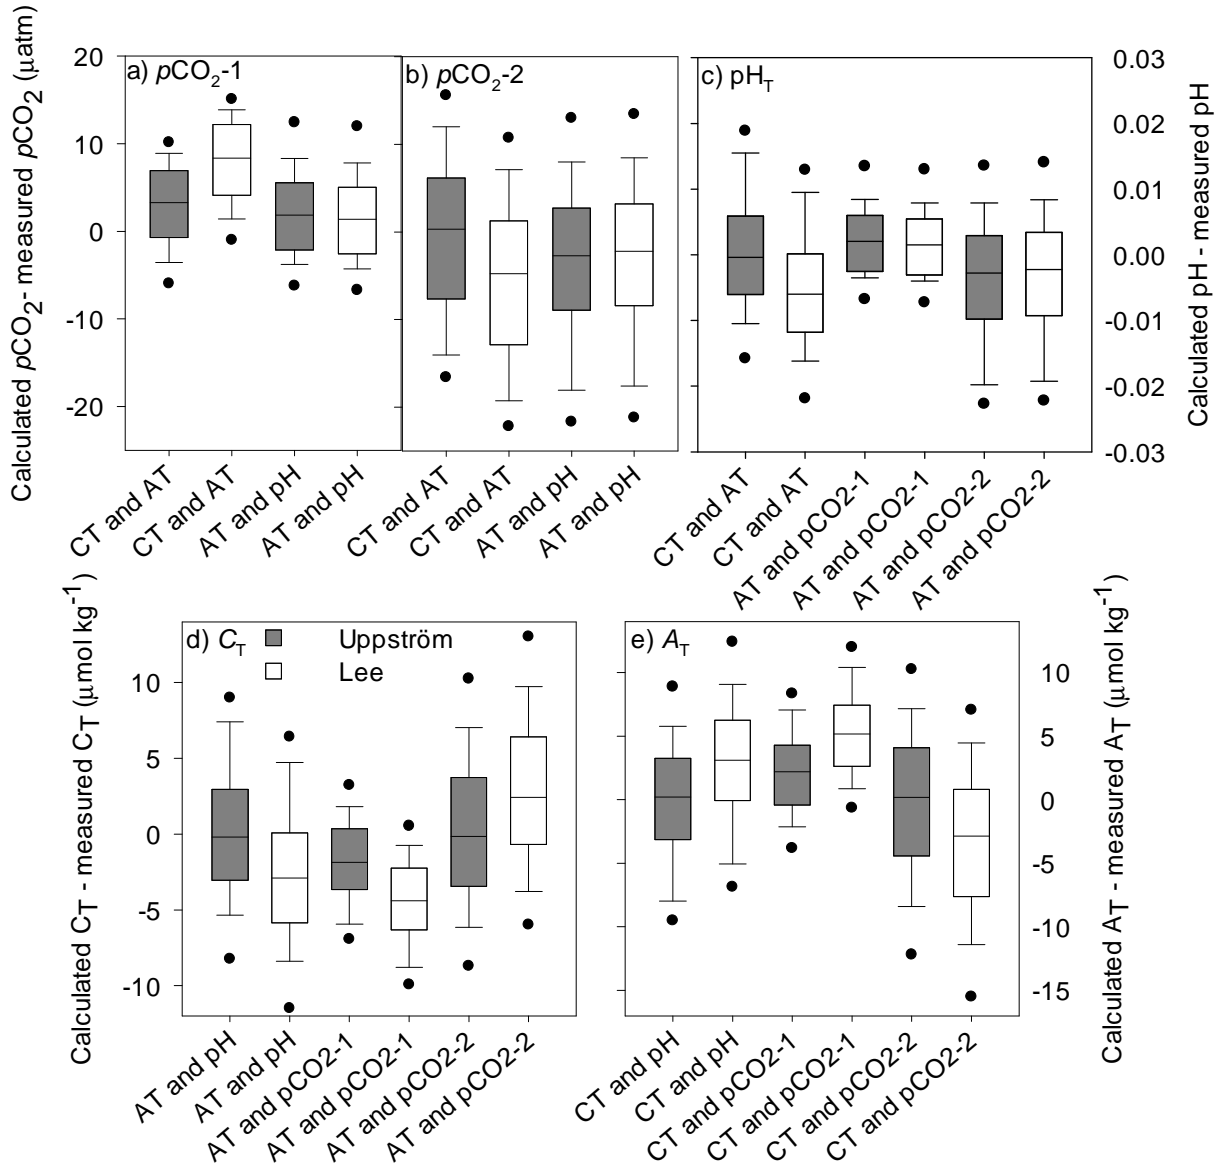 Calculated pCO2- measured pCO2 (μatm)
20
10
0
-10
-20
a) pCO2-1
b) pCO2-2
c) pHT
0.03
0.02
0.01
0.00
-0.01
-0.02
-0.03
Calculated pH - measured pH
CT and AT
CT and AT
AT and pH
AT and pH
CT and AT
CT and AT
AT and pH
AT and pH
CT and AT
CT and AT
AT and pCO2-1
AT and pCO2-1
AT and pCO2-2
AT and pCO2-2
Calculated CT - measured CT (μmol kg-1)
10
5
0
-5
-10
d) CT
Uppström
Lee
e) AT
10
5
0
-5
-10
-15
Calculated AT - measured AT (μmol kg-1)
AT and pH
AT and pH
AT and pCO2-1
AT and pCO2-1
AT and pCO2-2
AT and pCO2-2
CT and pH
CT and pH
CT and pCO2-1
CT and pCO2-1
CT and pCO2-2
CT and pCO2-2